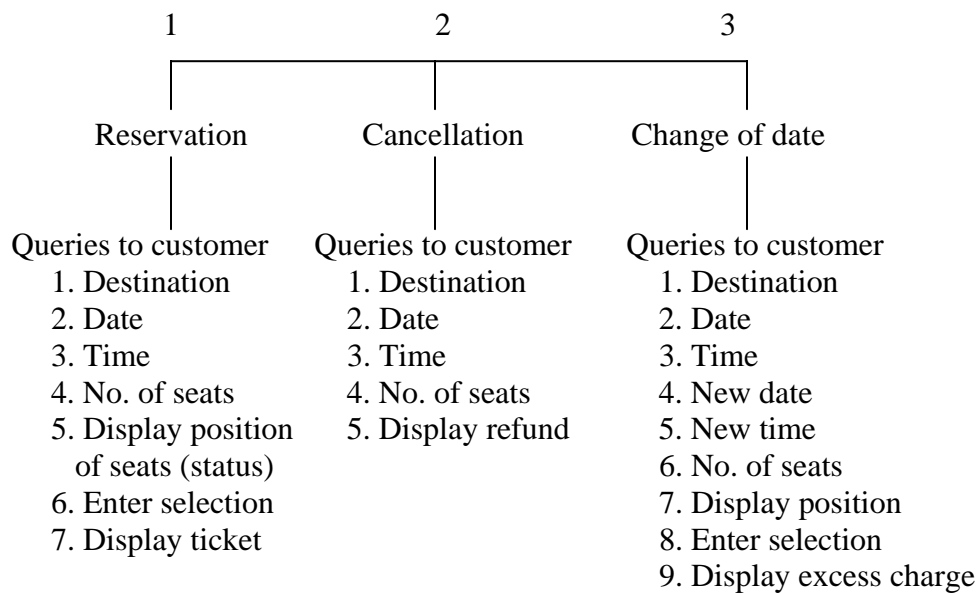 1 2 3
Reservation Cancellation Change of date
Queries to customer
1. Destination
2. Date
3. Time
4. No. of seats
5. Display position
of seats (status)
6. Enter selection
7. Display ticket
Queries to customer
1. Destination
2. Date
3. Time
4. No. of seats
5. Display refund
Queries to customer
1. Destination
2. Date
3. Time
4. New date
5. New time
6. No. of seats
7. Display position
8. Enter selection
9. Display excess charge